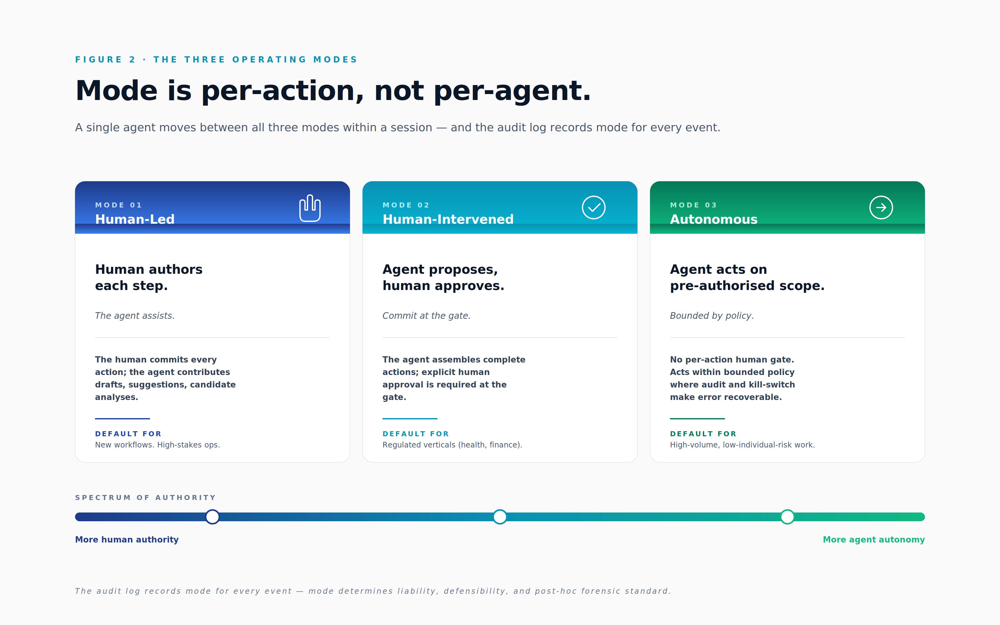 FIGURE 2 · THE THREE OPERATING MODES
Mode is per-action, not per-agent.
A single agent moves between all three modes within a session — and the audit log records mode for every event.
MODE 01
Human-Led
Human authors
each step.
The agent assists.
The human commits every
action; the agent contributes
drafts, suggestions, candidate
analyses.
DEFAULT FOR
New workflows. High-stakes ops.
MODE 02
Human-Intervened
Agent proposes,
human approves.
Commit at the gate.
The agent assembles complete
actions; explicit human
approval is required at the
gate.
DEFAULT FOR
Regulated verticals (health, finance).
MODE 03
Autonomous
Agent acts on
pre-authorised scope.
Bounded by policy.
No per-action human gate.
Acts within bounded policy
where audit and kill-switch
make error recoverable.
DEFAULT FOR
High-volume, low-individual-risk work.
SPECTRUM OF AUTHORITY
More human authority
More agent autonomy
The audit log records mode for every event — mode determines liability, defensibility, and post-hoc forensic standard.